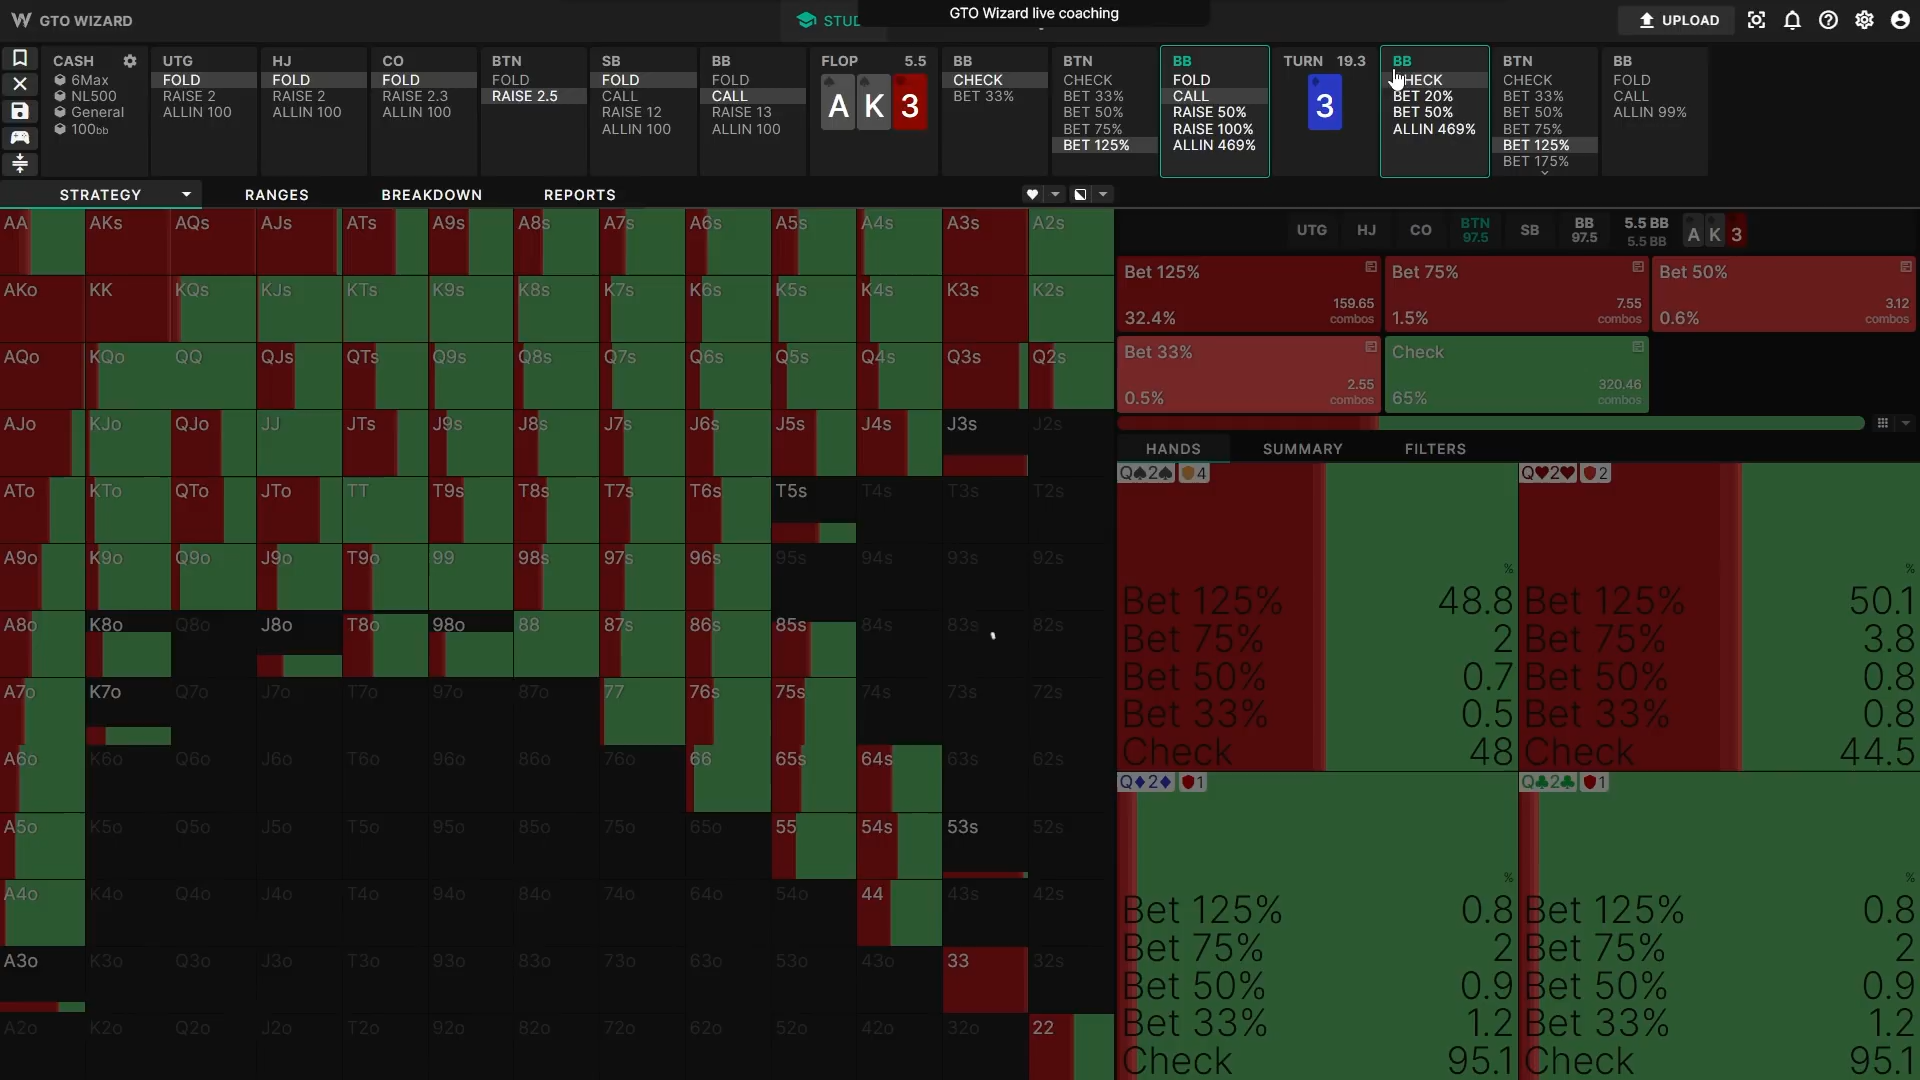 GTO WIZARD
STUD
GTO Wizard live coaching
UPLOAD
CASH
6Max
NL500
General
100bb
UTG
FOLD
RAISE 2
ALLIN 100
HJ
FOLD
RAISE 2
ALLIN 100
CO
FOLD
RAISE 2.3
ALLIN 100
BTN
FOLD
RAISE 2.5
SB
FOLD
CALL
RAISE 12
ALLIN 100
BB
FOLD
CALL
RAISE 13
ALLIN 100
FLOP 5.5
A K 3
BB
CHECK
BET 33%
BTN
CHECK
BET 33%
BET 50%
BET 75%
BET 125%
BB
FOLD
CALL
RAISE 50%
RAISE 100%
ALLIN 469%
TURN 19.3
3
BB
CHECK
BET 20%
BET 50%
ALLIN 469%
BTN
CHECK
BET 33%
BET 50%
BET 75%
BET 125%
BET 175%
BB
FOLD
CALL
ALLIN 99%
STRATEGY RANGES BREAKDOWN REPORTS
AA AKs AQs AJs ATs A9s A8s A7s A6s A5s A4s A3s A2s
AKo KK KQs KJs KTs K9s K8s K7s K6s K5s K4s K3s K2s
AQo KQo QQ QJs QTs Q9s Q8s Q7s Q6s Q5s Q4s Q3s Q2s
AJo KJo QJo JJ JTs J9s J8s J7s J6s J5s J4s J3s J2s
ATo KTo QTo JTo TT T9s T8s T7s T6s T5s T4s T3s T2s
A9o K9o Q9o J9o T9o 99 98s 97s 96s 95s 94s 93s 92s
A8o K8o Q8o J8o T8o 98o 88 87s 86s 85s 84s 83s 82s
A7o K7o Q7o J7o T7o 97o 87o 77 76s 75s 74s 73s 72s
A6o K6o Q6o J6o T6o 96o 86o 76o 66 65s 64s 63s 62s
A5o K5o Q5o J5o T5o 95o 85o 75o 65o 55 54s 53s 52s
A4o K4o Q4o J4o T4o 94o 84o 74o 64o 54o 44 43s 42s
A3o K3o Q3o J3o T3o 93o 83o 73o 63o 53o 43o 33 32s
A2o K2o Q2o J2o T2o 92o 82o 72o 62o 52o 42o 32o 22
UTG HJ CO BTN 97.5 SB BB 97.5 5.5 BB 5.5 BB A K 3
Bet 125%
159.65
32.4% combos
Bet 75%
7.55
1.5% combos
Bet 50%
3.12
0.6% combos
Bet 33%
2.55
0.5% combos
Check
320.46
65% combos
HANDS SUMMARY FILTERS
Q♠2♠ 4
%
Bet 125% 48.8
Bet 75% 2
Bet 50% 0.7
Bet 33% 0.5
Check 48
Q♥2♥ 2
%
Bet 125% 50.1
Bet 75% 3.8
Bet 50% 0.8
Bet 33% 0.8
Check 44.5
Q♦2♦ 1
%
Bet 125% 0.8
Bet 75% 2
Bet 50% 0.9
Bet 33% 1.2
Check 95.1
Q♣2♣ 1
%
Bet 125% 0.8
Bet 75% 2
Bet 50% 0.9
Bet 33% 1.2
Check 95.1